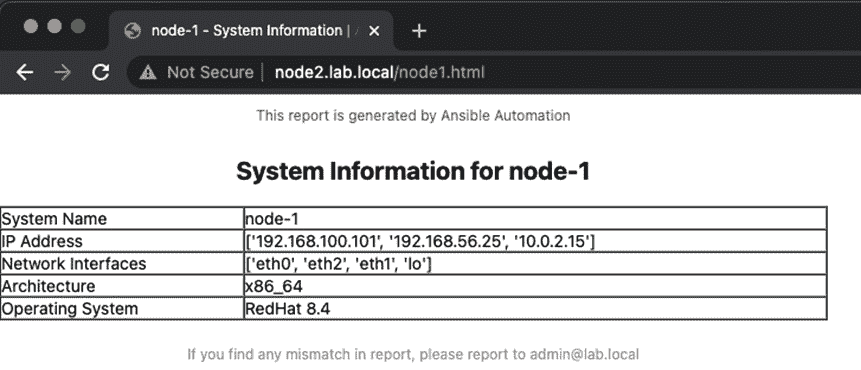 node-1 - System Information |
Not Secure | node2.lab.local/node1.html
This report is generated by Ansible Automation
System Information for node-1
System Name node-1
IP Address ['192.168.100.101', '192.168.56.25', '10.0.2.15']
Network Interfaces ['eth0', 'eth2', 'eth1', 'lo']
Architecture x86_64
Operating System RedHat 8.4
If you find any mismatch in report, please report to admin@lab.local